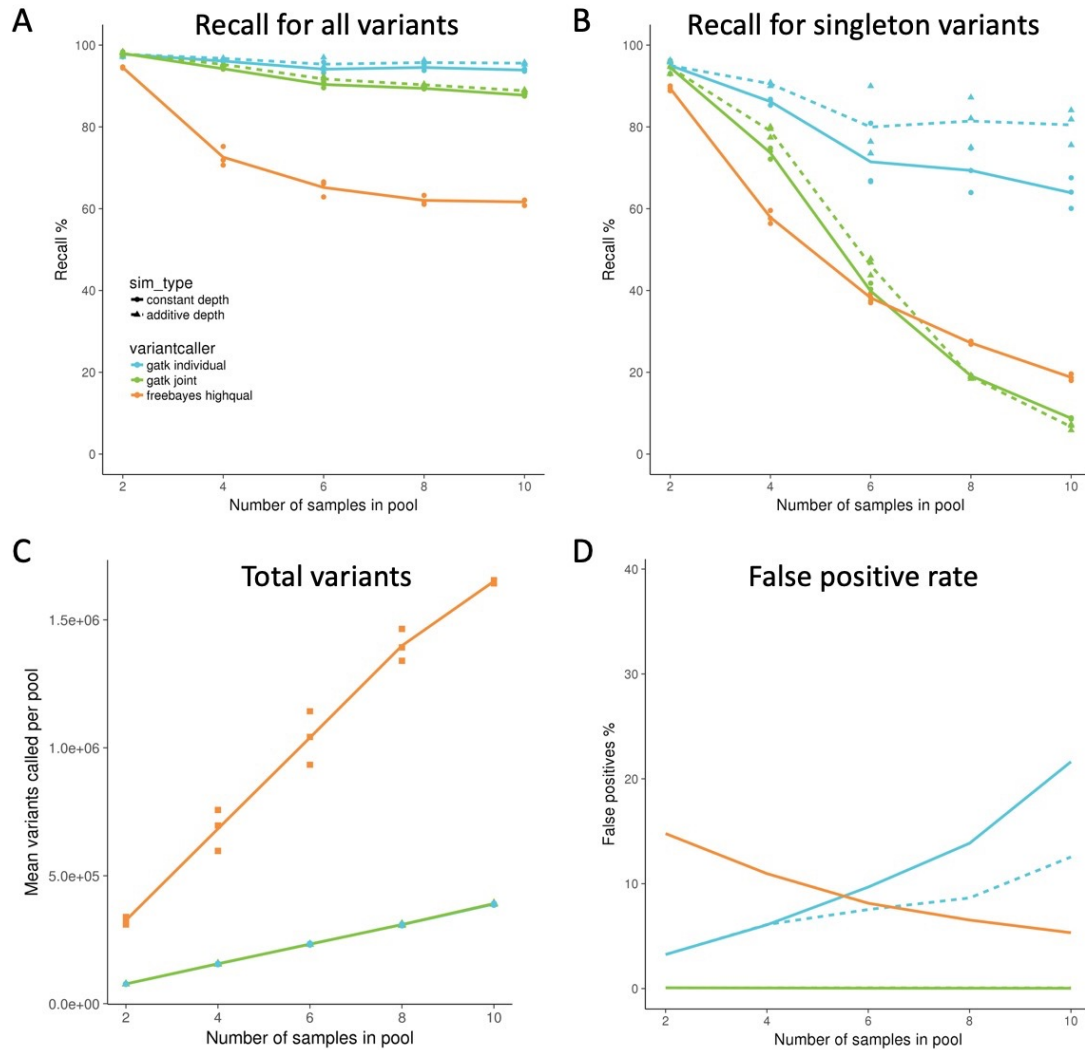 A
Recall for all variants
100
80
60
40
20
0
Recall %
sim_type
constant depth
additive depth
variantcaller
gatk individual
gatk joint
freebayes highqual
2 4 6 8 10
Number of samples in pool
B
Recall for singleton variants
100
80
60
40
20
0
Recall %
2 4 6 8 10
Number of samples in pool
C
Total variants
1.5e+06
1.0e+06
5.0e+05
0.0e+00
Mean variants called per pool
2 4 6 8 10
Number of samples in pool
D
False positive rate
40
30
20
10
0
False positives %
2 4 6 8 10
Number of samples in pool